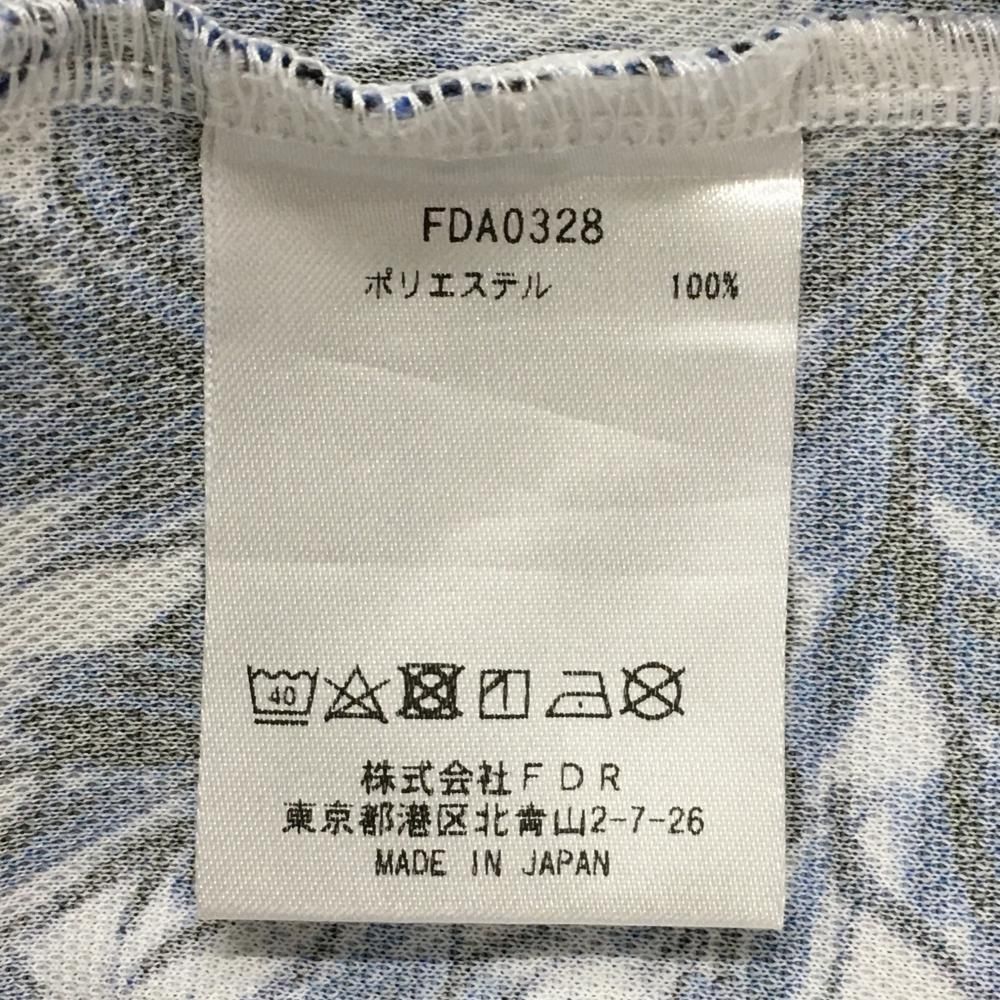 FDA0328
ポリエステル 100%
40
株式会社FDR
東京都港区北青山2-7-26
MADE IN JAPAN